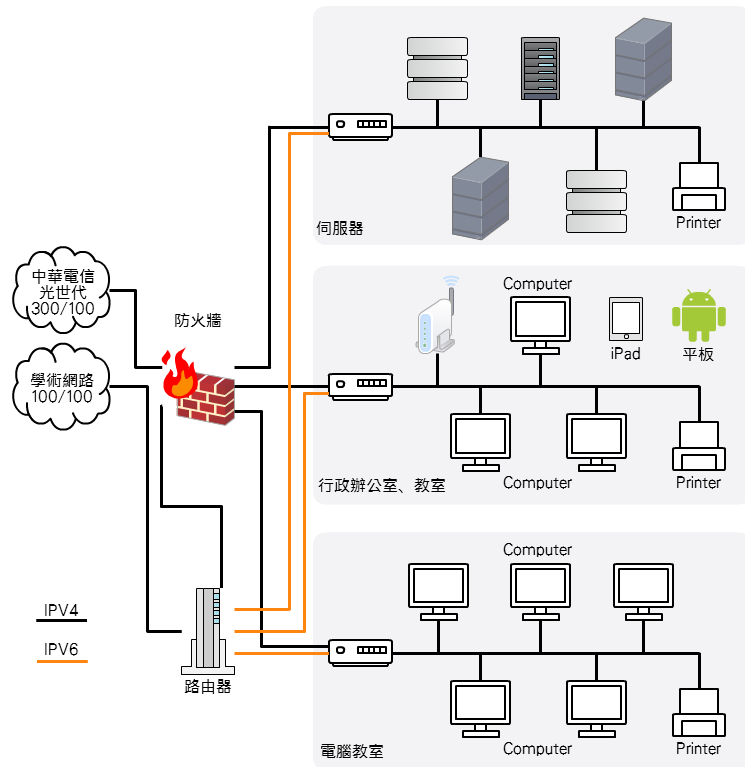 Printer
伺服器
中華電信
光世代
300/100
防火牆
學術網路
100/100
Computer
iPad
平板
行政辦公室、教室
Computer
Printer
Computer
IPV4
IPV6
路由器
電腦教室
Computer
Printer